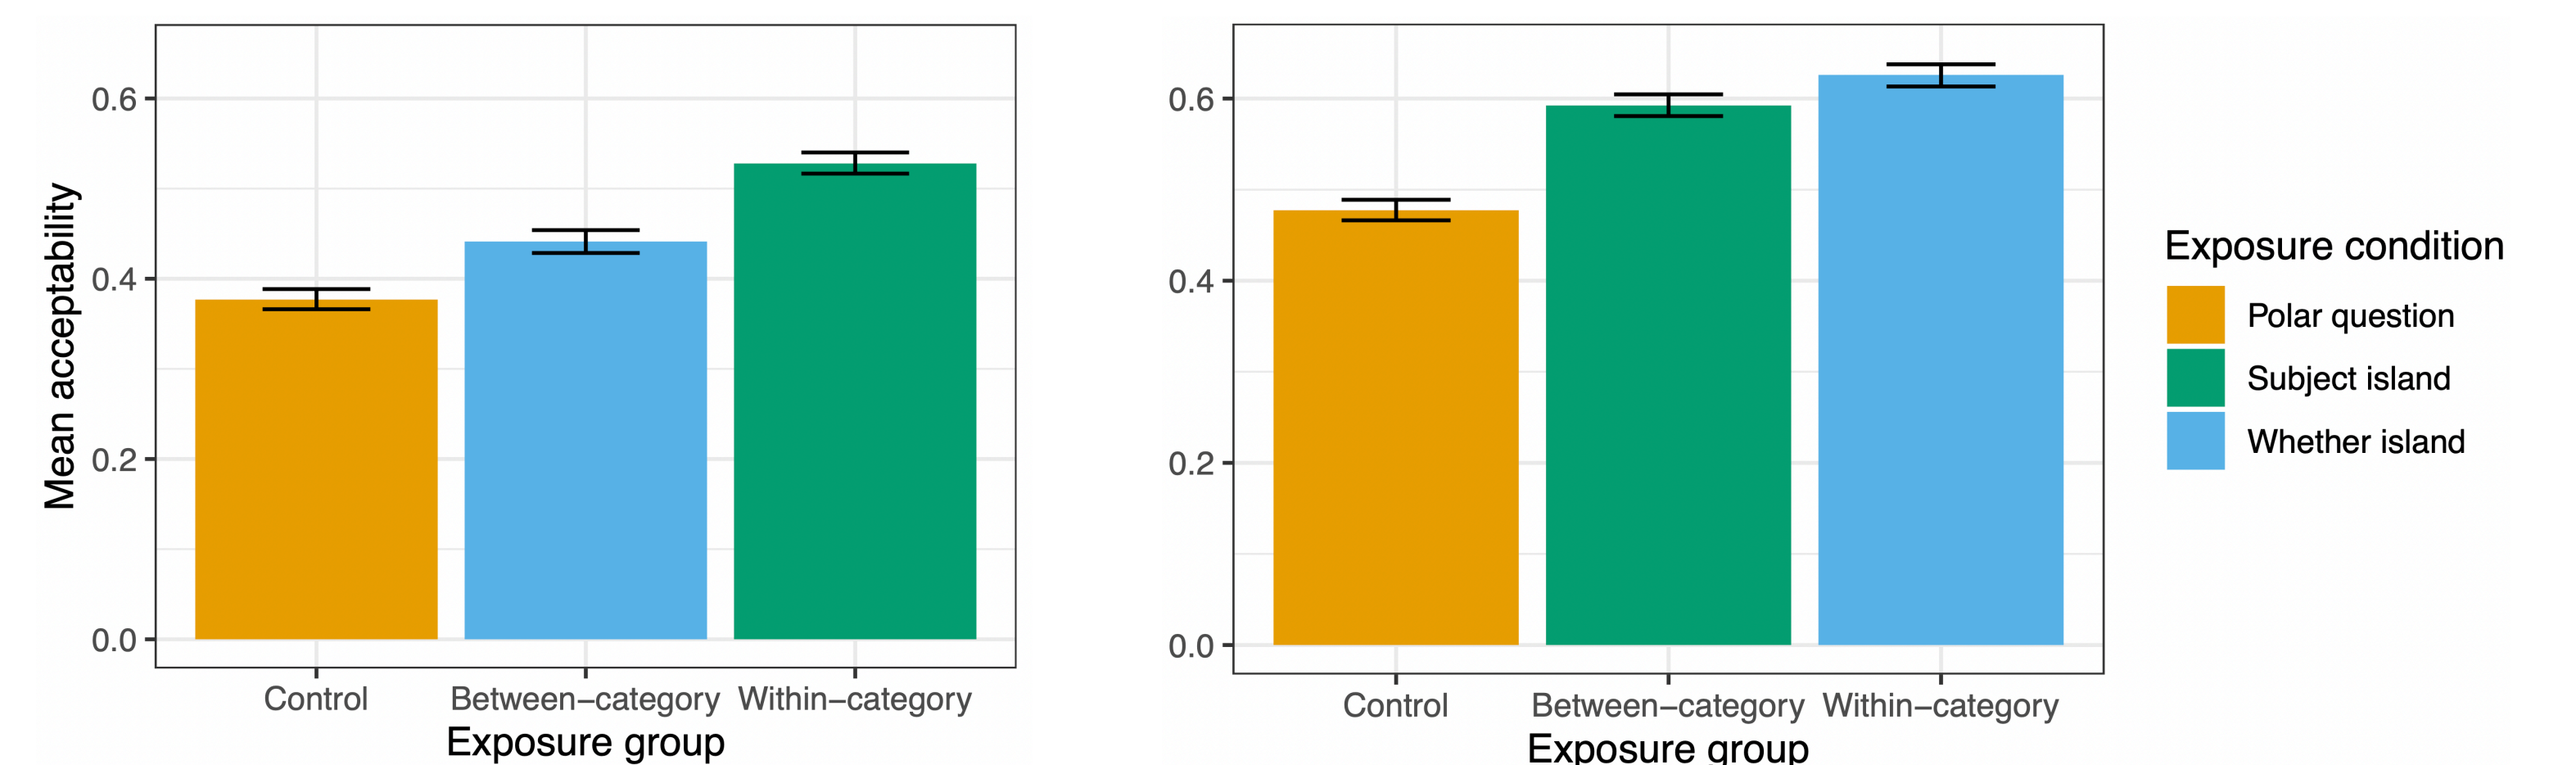 Mean acceptability
0.6
0.4
0.2
0.0
Control Between−category Within−category
Exposure group
0.6
0.4
0.2
0.0
Control Between−category Within−category
Exposure group
Exposure condition
Polar question
Subject island
Whether island